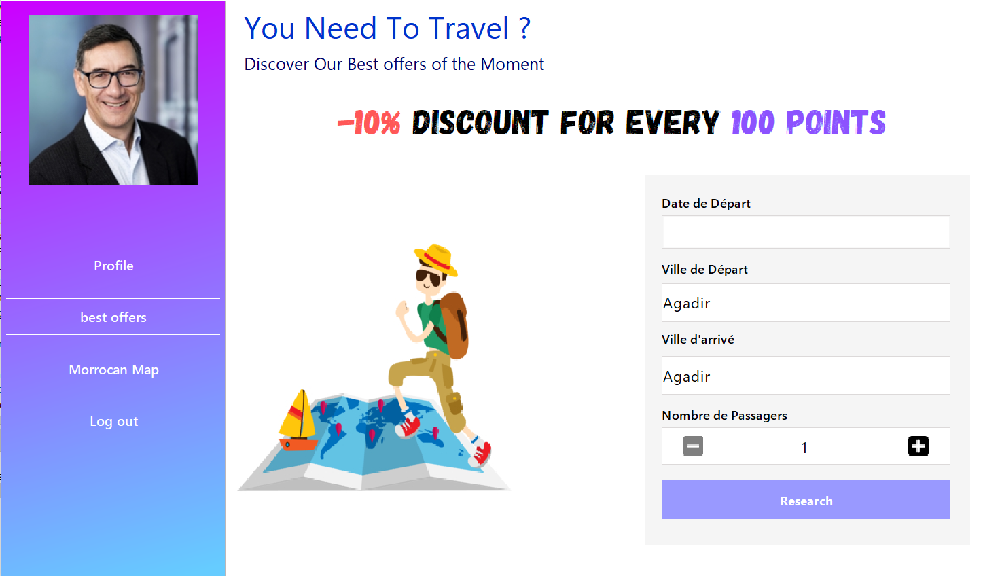 You Need To Travel ?
Discover Our Best offers of the Moment
-10% DISCOUNT FOR EVERY 100 POINTS
Profile
best offers
Morrocan Map
Log out
Date de Départ
Ville de Départ
Agadir
Ville d'arrivé
Agadir
Nombre de Passagers
1
Research